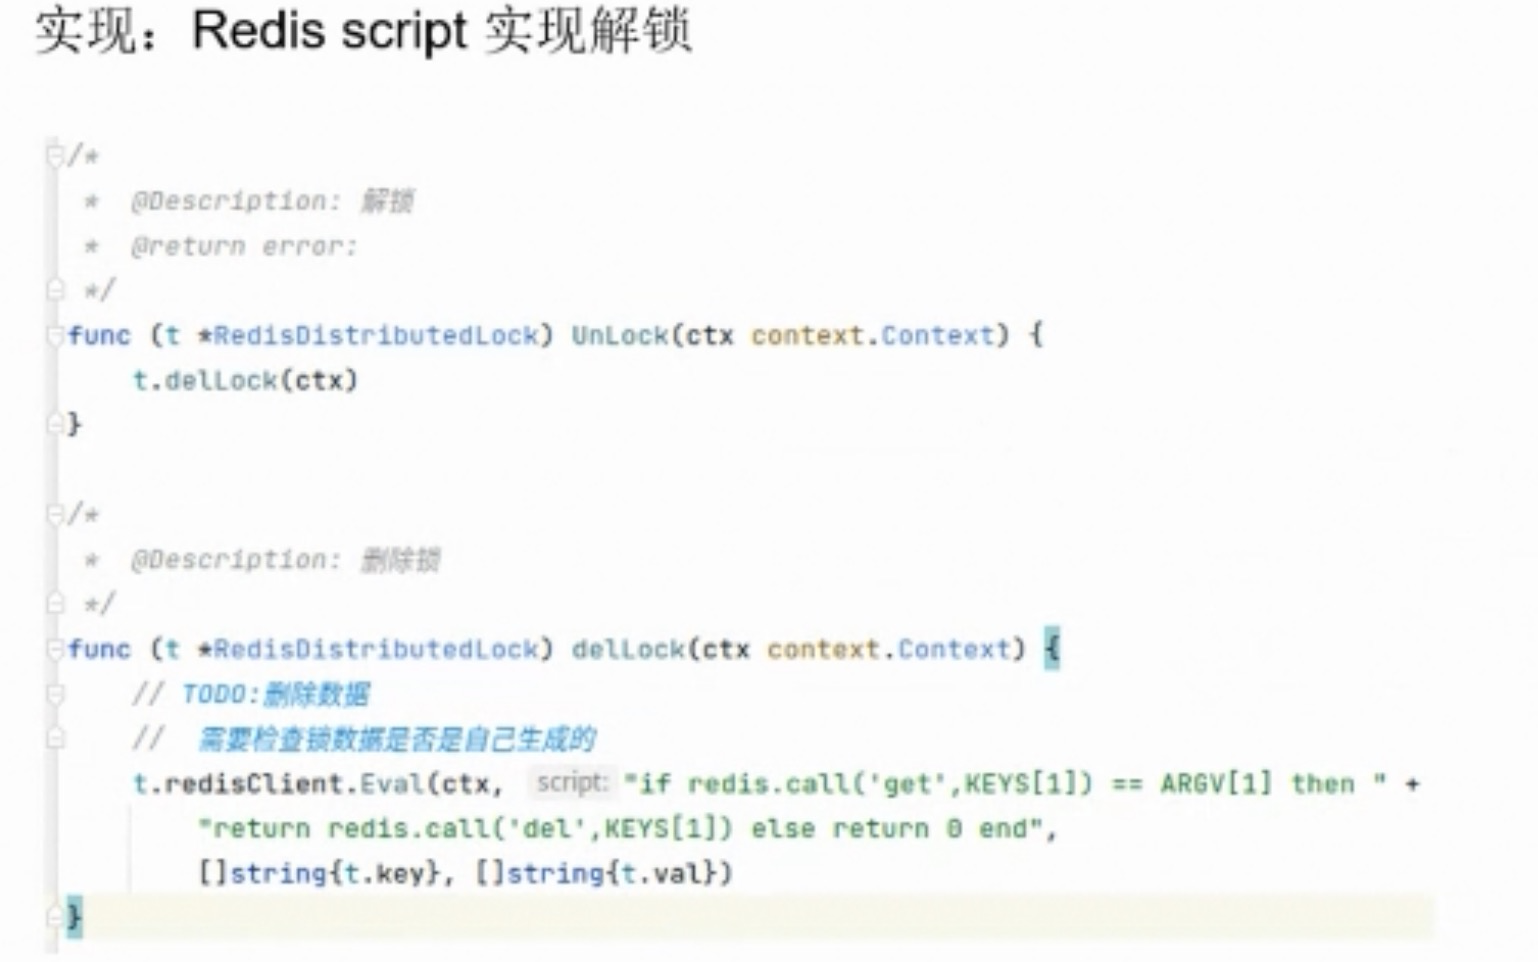 实现：Redis script 实现解锁
/*
* @Description: 解锁
* @return error:
*/
func (t *RedisDistributedLock) UnLock(ctx context.Context) {
t.delLock(ctx)
}
/*
* @Description: 删除锁
*/
func (t *RedisDistributedLock) delLock(ctx context.Context) {
// TODO:删除数据
// 需要检查锁数据是否是自己生成的
t.redisClient.Eval(ctx, script: "if redis.call('get',KEYS[1]) == ARGV[1] then " +
"return redis.call('del',KEYS[1]) else return 0 end",
[]string{t.key}, []string{t.val})
}